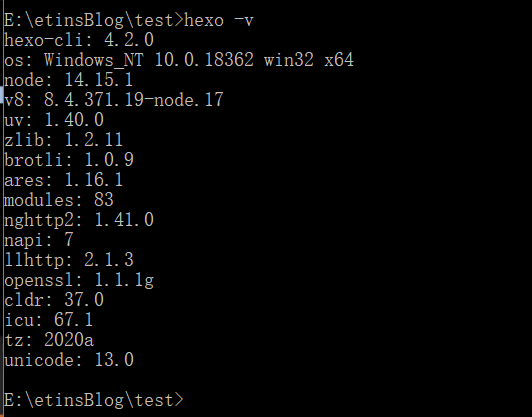 E:\etinsBlog\test>hexo -v
hexo-cli: 4.2.0
os: Windows_NT 10.0.18362 win32 x64
node: 14.15.1
v8: 8.4.371.19-node.17
uv: 1.40.0
zlib: 1.2.11
brotli: 1.0.9
ares: 1.16.1
modules: 83
nghttp2: 1.41.0
napi: 7
llhttp: 2.1.3
openssl: 1.1.1g
cldr: 37.0
icu: 67.1
tz: 2020a
unicode: 13.0
E:\etinsBlog\test>